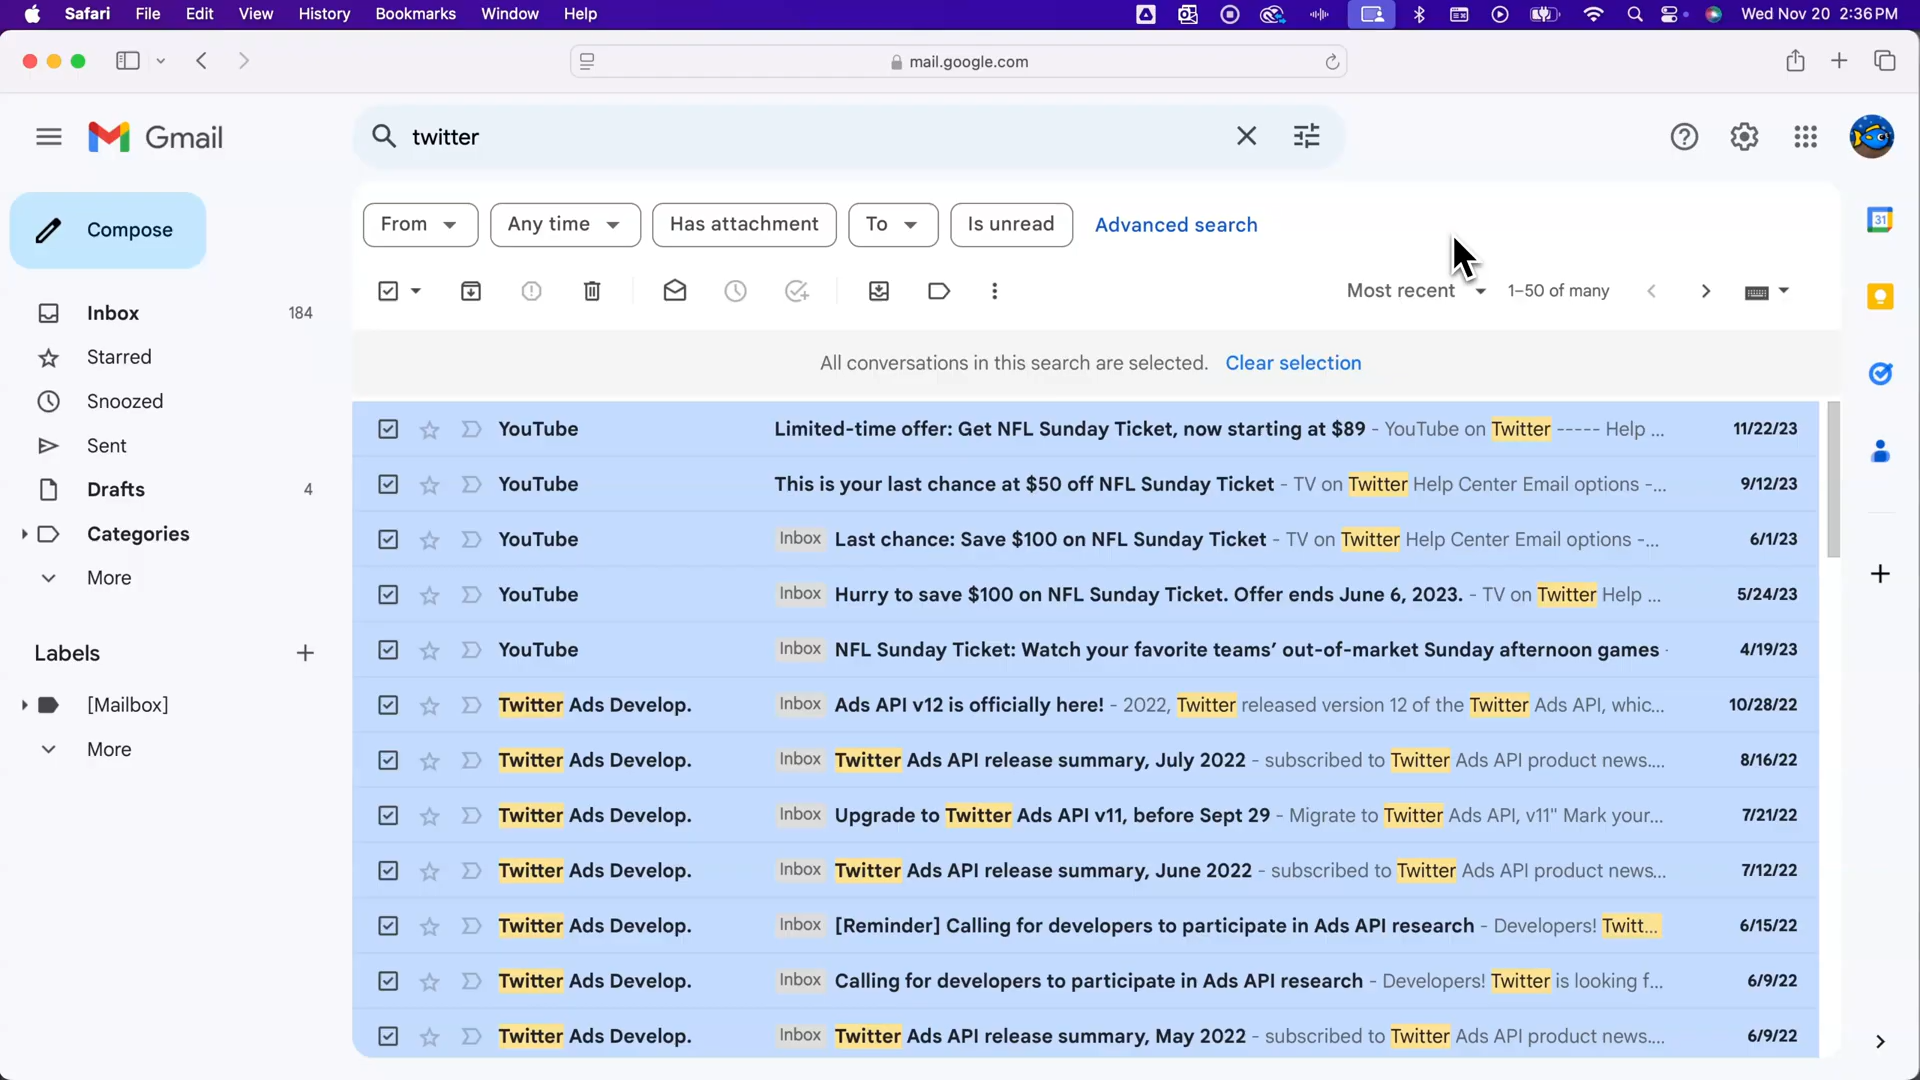 Safari File Edit View History Bookmarks Window Help Wed Nov 20 2:36 PM
mail.google.com
Gmail twitter
Compose From Any time Has attachment To Is unread Advanced search
Most recent 1–50 of many
Inbox 184
Starred
Snoozed
Sent
Drafts 4
Categories
More
Labels
[Mailbox]
More
All conversations in this search are selected. Clear selection
YouTube Limited-time offer: Get NFL Sunday Ticket, now starting at $89 - YouTube on Twitter ----- Help ... 11/22/23
YouTube This is your last chance at $50 off NFL Sunday Ticket - TV on Twitter Help Center Email options -... 9/12/23
YouTube Inbox Last chance: Save $100 on NFL Sunday Ticket - TV on Twitter Help Center Email options -... 6/1/23
YouTube Inbox Hurry to save $100 on NFL Sunday Ticket. Offer ends June 6, 2023. - TV on Twitter Help ... 5/24/23
YouTube Inbox NFL Sunday Ticket: Watch your favorite teams’ out-of-market Sunday afternoon games 4/19/23
Twitter Ads Develop. Inbox Ads API v12 is officially here! - 2022, Twitter released version 12 of the Twitter Ads API, whic... 10/28/22
Twitter Ads Develop. Inbox Twitter Ads API release summary, July 2022 - subscribed to Twitter Ads API product news.... 8/16/22
Twitter Ads Develop. Inbox Upgrade to Twitter Ads API v11, before Sept 29 - Migrate to Twitter Ads API, v11" Mark your... 7/21/22
Twitter Ads Develop. Inbox Twitter Ads API release summary, June 2022 - subscribed to Twitter Ads API product news... 7/12/22
Twitter Ads Develop. Inbox [Reminder] Calling for developers to participate in Ads API research - Developers! Twitt... 6/15/22
Twitter Ads Develop. Inbox Calling for developers to participate in Ads API research - Developers! Twitter is looking f... 6/9/22
Twitter Ads Develop. Inbox Twitter Ads API release summary, May 2022 - subscribed to Twitter Ads API product news.... 6/9/22
31